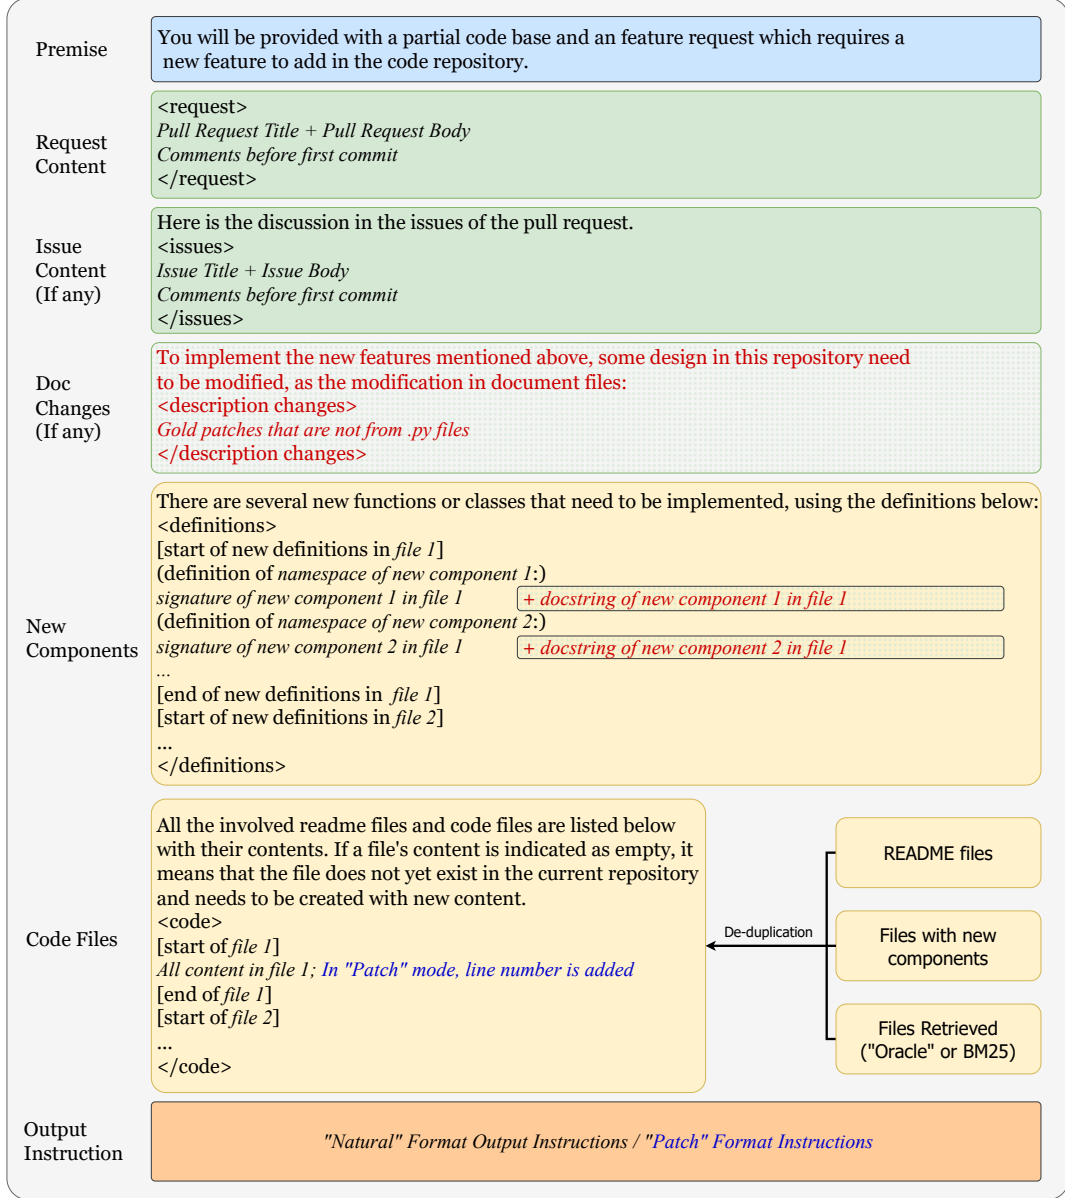 Premise
You will be provided with a partial code base and an feature request which requires a
new feature to add in the code repository.
Request
Content
<request>
Pull Request Title + Pull Request Body
Comments before first commit
</request>
Issue
Content
(If any)
Here is the discussion in the issues of the pull request.
<issues>
Issue Title + Issue Body
Comments before first commit
</issues>
Doc
Changes
(If any)
To implement the new features mentioned above, some design in this repository need
to be modified, as the modification in document files:
<description changes>
Gold patches that are not from .py files
</description changes>
New
Components
There are several new functions or classes that need to be implemented, using the definitions below:
<definitions>
[start of new definitions in file 1]
(definition of namespace of new component 1:)
signature of new component 1 in file 1 + docstring of new component 1 in file 1
(definition of namespace of new component 2:)
signature of new component 2 in file 1 + docstring of new component 2 in file 1
...
[end of new definitions in file 1]
[start of new definitions in file 2]
...
</definitions>
Code Files
All the involved readme files and code files are listed below
with their contents. If a file's content is indicated as empty, it
means that the file does not yet exist in the current repository
and needs to be created with new content.
<code>
[start of file 1]
All content in file 1; In "Patch" mode, line number is added
[end of file 1]
[start of file 2]
...
</code>
De-duplication
README files
Files with new
components
Files Retrieved
("Oracle" or BM25)
Output
Instruction
"Natural" Format Output Instructions / "Patch" Format Instructions